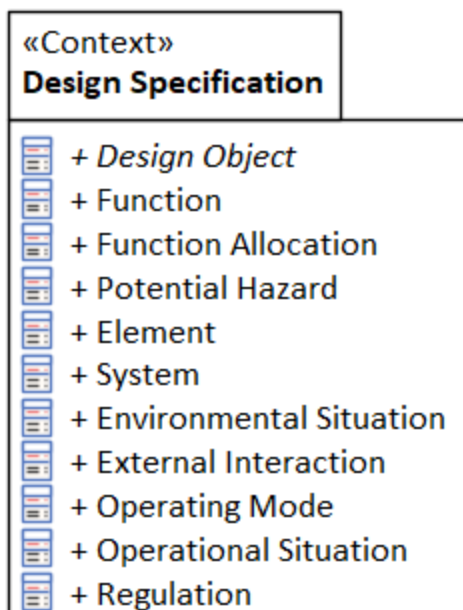 «Context»
Design Specification
+ Design Object
+ Function
+ Function Allocation
+ Potential Hazard
+ Element
+ System
+ Environmental Situation
+ External Interaction
+ Operating Mode
+ Operational Situation
+ Regulation